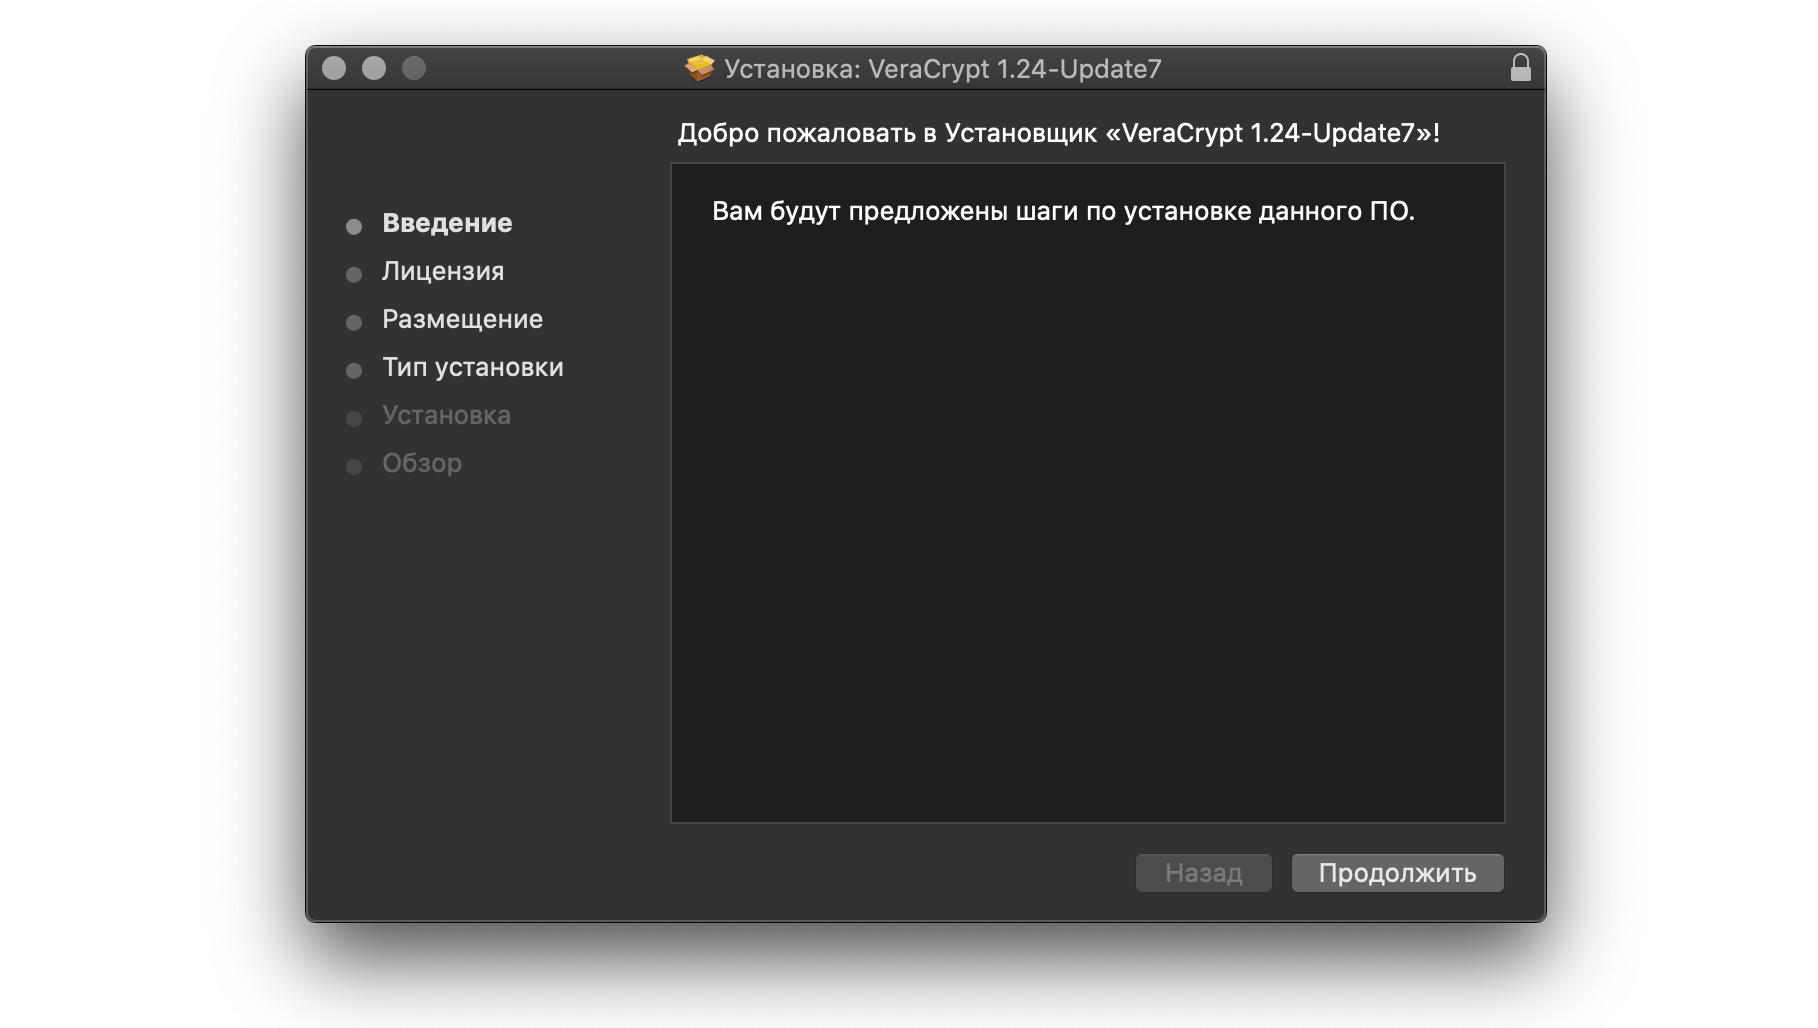 Установка: VeraCrypt 1.24-Update7
Добро пожаловать в Установщик «VeraCrypt 1.24-Update7»!
Введение
Лицензия
Размещение
Тип установки
Установка
Обзор
Вам будут предложены шаги по установке данного ПО.
Назад
Продолжить